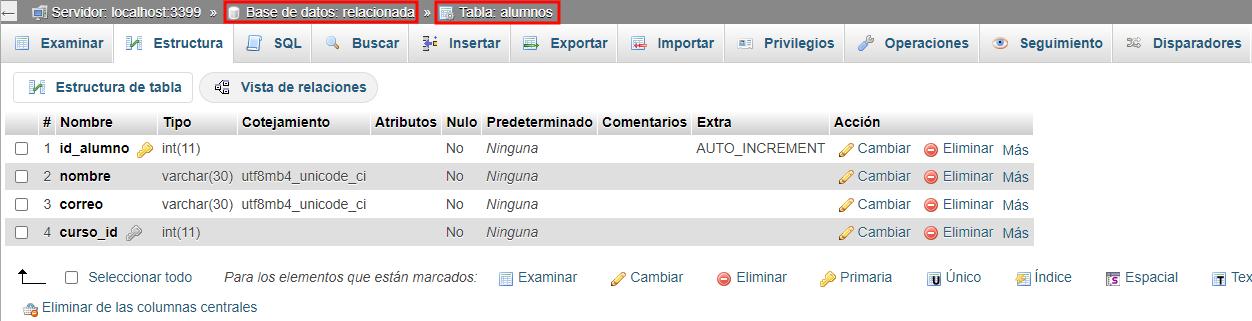 Servidor: localhost:3399 » Base de datos: relacionada » Tabla: alumnos
Examinar Estructura SQL Buscar Insertar Exportar Importar Privilegios Operaciones Seguimiento Disparadores
Estructura de tabla Vista de relaciones
# Nombre Tipo Cotejamiento Atributos Nulo Predeterminado Comentarios Extra Acción
1 id_alumno int(11) No Ninguna AUTO_INCREMENT Cambiar Eliminar Más
2 nombre varchar(30) utf8mb4_unicode_ci No Ninguna Cambiar Eliminar Más
3 correo varchar(30) utf8mb4_unicode_ci No Ninguna Cambiar Eliminar Más
4 curso_id int(11) No Ninguna Cambiar Eliminar Más
Seleccionar todo Para los elementos que están marcados: Examinar Cambiar Eliminar Primaria Único Índice Espacial Tex
Eliminar de las columnas centrales